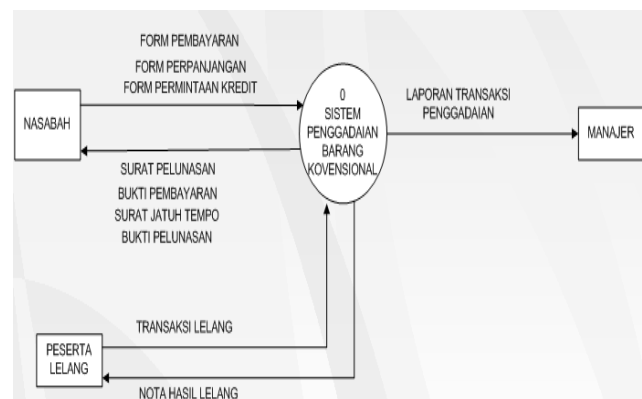 FORM PEMBAYARAN
FORM PERPANJANGAN
FORM PERMINTAAN KREDIT
NASABAH
0
SISTEM
PENGGADAIAN
BARANG
KOVENSIONAL
LAPORAN TRANSAKSI
PENGGADAIAN
MANAJER
SURAT PELUNASAN
BUKTI PEMBAYARAN
SURAT JATUH TEMPO
BUKTI PELUNASAN
TRANSAKSI LELANG
PESERTA
LELANG
NOTA HASIL LELANG